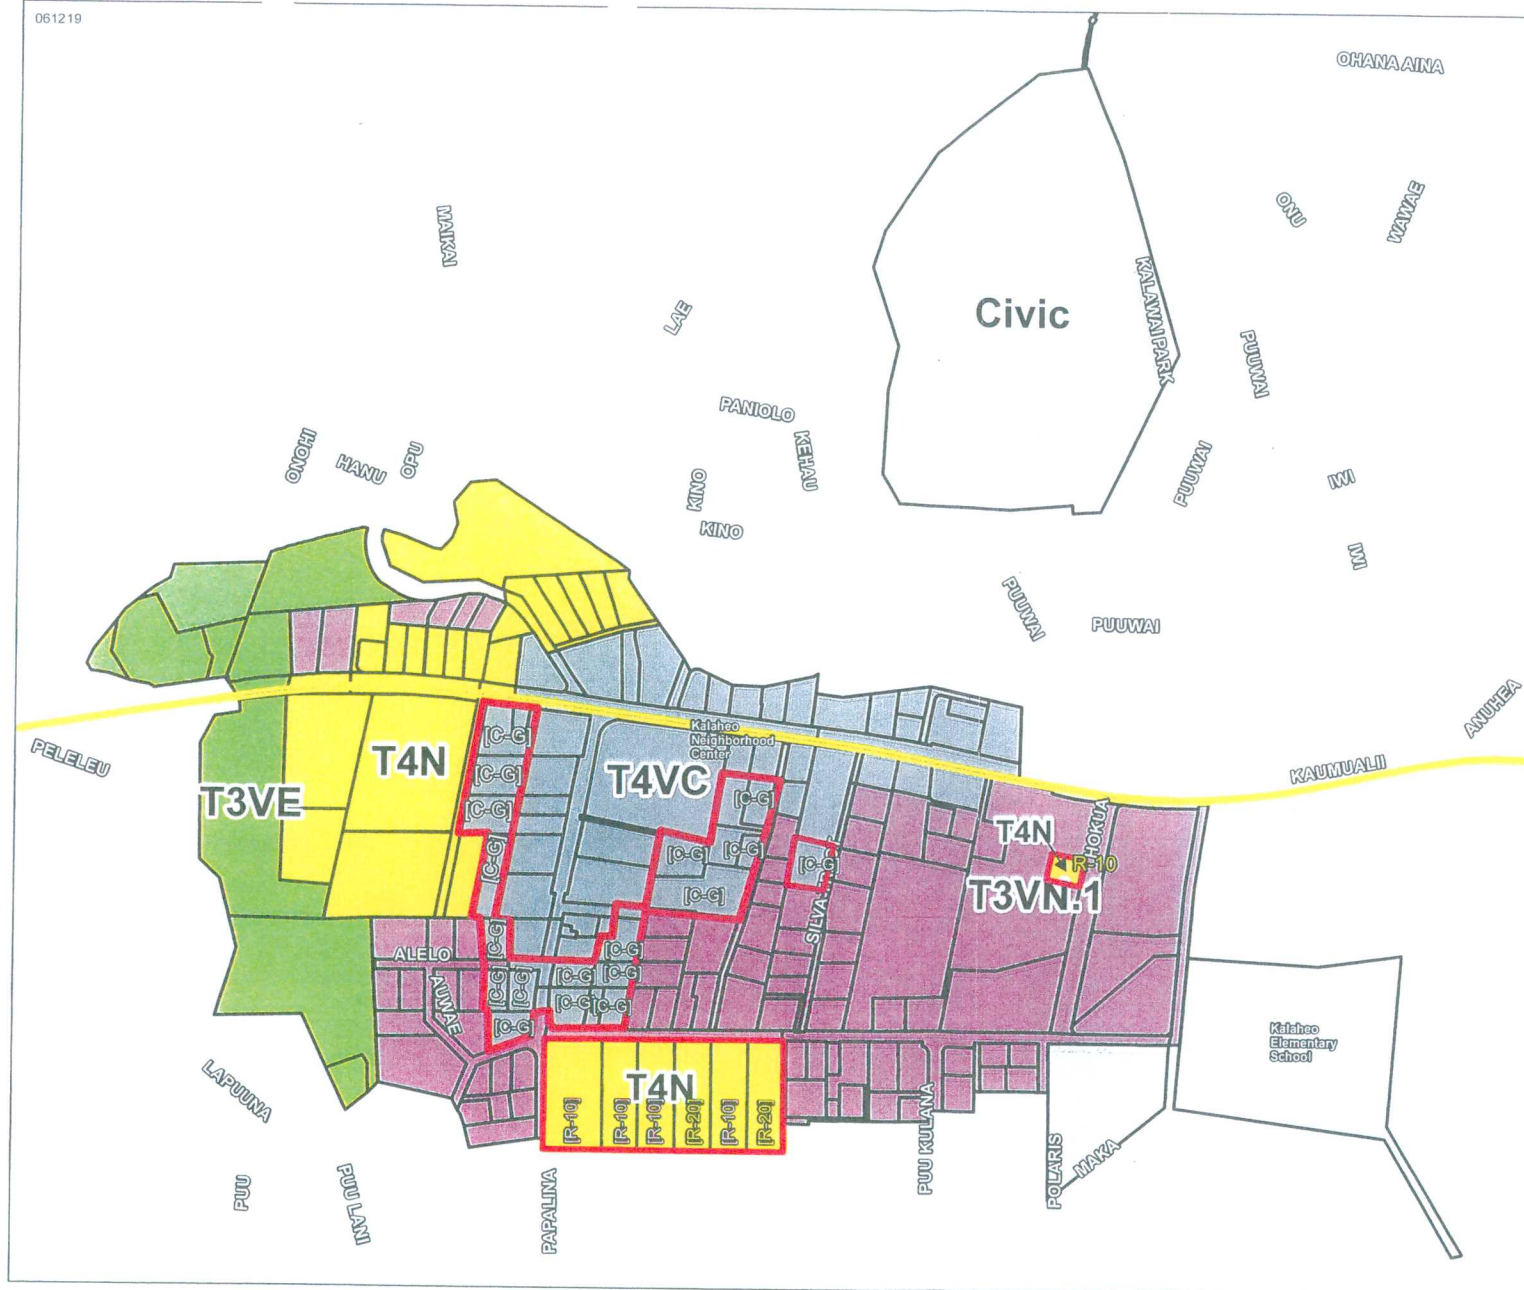 061219
OHANA AINA
MAIKAI
ONU
WAWAE
LAE
Civic
KALAWAI PARK
PUUWAI
PANIOLO
ONOHI
HANU
OPU
KINO
KEHAU
PUUWAI
IWI
KINO
IWI
PUUWAI
PUUWAI
ANUHEA
PELELEU
Kalaheo
Neighborhood
Center
[C-G]
T4N
T4VC
KAUMUALII
[C-G]
T3VE
[C-G]
[C-G]
HOKUA
T4N
[C-G]
[C-G]
[C-G]
[C-G]
R-10
[C-G]
T3VN.1
SILVA
[C-G]
ALELO
[C-G]
[C-G]
[C-G]
[C-G]
[C-G]
AUWAE
[C-G]
[C-G]
[C-G]
Kalaheo
Elementary
School
LAPUUNA
T4N
[R-10]
[R-10]
[R-10]
[R-20]
[R-10]
[R-20]
PUU KULANA
POLARIS
MAKA
PUU
PUU LANI
PAPALINA